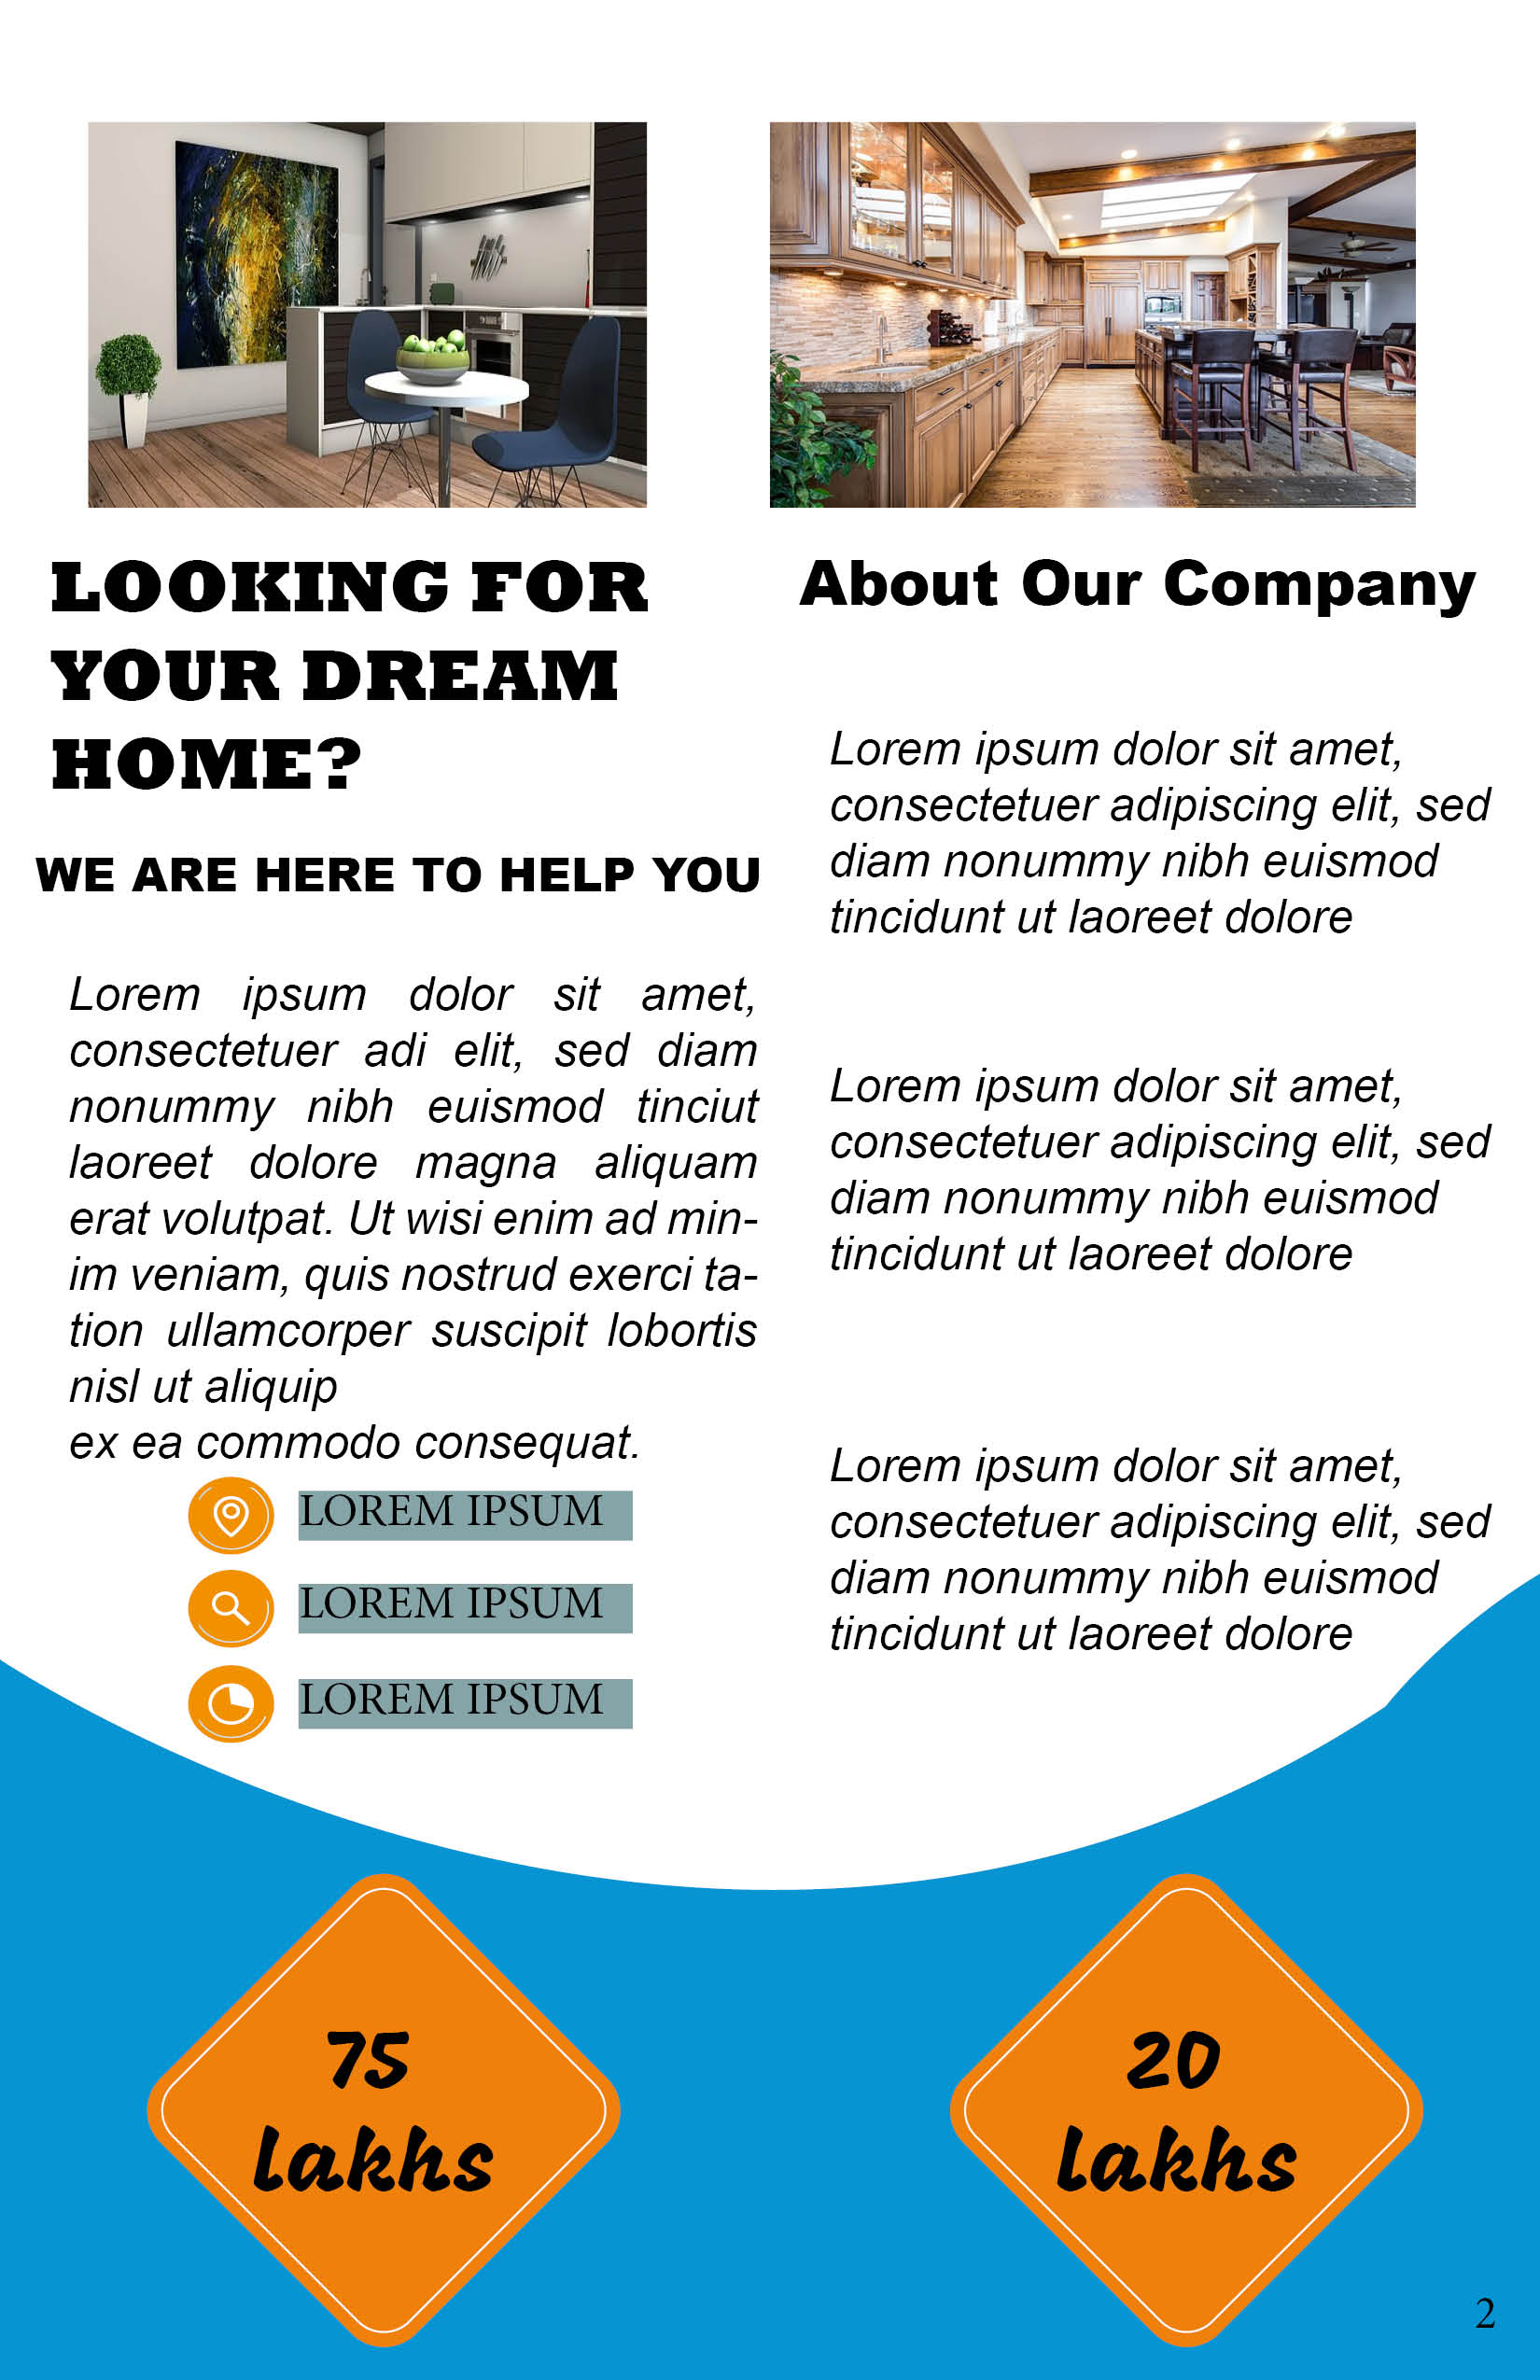 LOOKING FOR
YOUR DREAM
HOME?
WE ARE HERE TO HELP YOU
Lorem ipsum dolor sit amet,
consectetuer adi elit, sed diam
nonummy nibh euismod tinciut
laoreet dolore magna aliquam
erat volutpat. Ut wisi enim ad min-
im veniam, quis nostrud exerci ta-
tion ullamcorper suscipit lobortis
nisl ut aliquip
ex ea commodo consequat.
LOREM IPSUM
LOREM IPSUM
LOREM IPSUM
About Our Company
Lorem ipsum dolor sit amet,
consectetuer adipiscing elit, sed
diam nonummy nibh euismod
tincidunt ut laoreet dolore
Lorem ipsum dolor sit amet,
consectetuer adipiscing elit, sed
diam nonummy nibh euismod
tincidunt ut laoreet dolore
Lorem ipsum dolor sit amet,
consectetuer adipiscing elit, sed
diam nonummy nibh euismod
tincidunt ut laoreet dolore
75
lakhs
20
lakhs
2